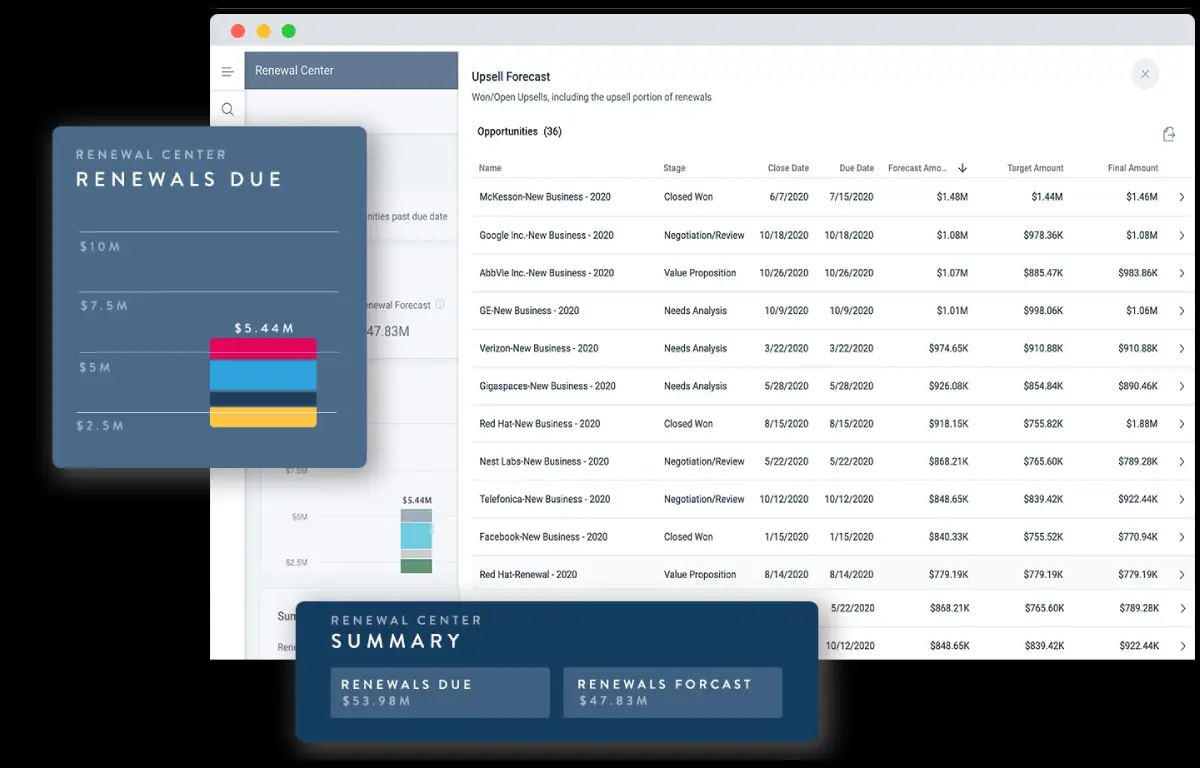 Renewal Center
Upsell Forecast
Won/Open Upsells, including the upsell portion of renewals
Opportunities (36)
Name Stage Close Date Due Date Forecast Amo... Target Amount Final Amount
McKesson-New Business - 2020 Closed Won 6/7/2020 7/15/2020 $1.48M $1.44M $1.46M
Google Inc.-New Business - 2020 Negotiation/Review 10/18/2020 10/18/2020 $1.08M $978.36K $1.08M
AbbVie Inc.-New Business - 2020 Value Proposition 10/26/2020 10/26/2020 $1.07M $885.47K $983.86K
GE-New Business - 2020 Needs Analysis 10/9/2020 10/9/2020 $1.01M $998.06K $1.06M
Verizon-New Business - 2020 Needs Analysis 3/22/2020 3/22/2020 $974.65K $910.88K $910.88K
Gigaspaces-New Business - 2020 Needs Analysis 5/28/2020 5/28/2020 $926.08K $854.84K $890.46K
Red Hat-New Business - 2020 Closed Won 8/15/2020 8/15/2020 $918.15K $755.82K $1.88M
Nest Labs-New Business - 2020 Negotiation/Review 5/22/2020 5/22/2020 $868.21K $765.60K $789.28K
Telefonica-New Business - 2020 Negotiation/Review 10/12/2020 10/12/2020 $848.65K $839.42K $922.44K
Facebook-New Business - 2020 Closed Won 1/15/2020 1/15/2020 $840.33K $755.52K $770.94K
Red Hat-Renewal - 2020 Value Proposition 8/14/2020 8/14/2020 $779.19K $779.19K $779.19K
5/22/2020 $868.21K $765.60K $789.28K
10/12/2020 $848.65K $839.42K $922.44K
RENEWAL CENTER
RENEWALS DUE
$10M
$7.5M
$5.44M
$5M
$2.5M
nities past due date
enewal Forecast
47.83M
$7.5M
$5.44M
$5M
$2.5M
Sun
Rene
RENEWAL CENTER
SUMMARY
RENEWALS DUE
$53.98M
RENEWALS FORCAST
$47.83M